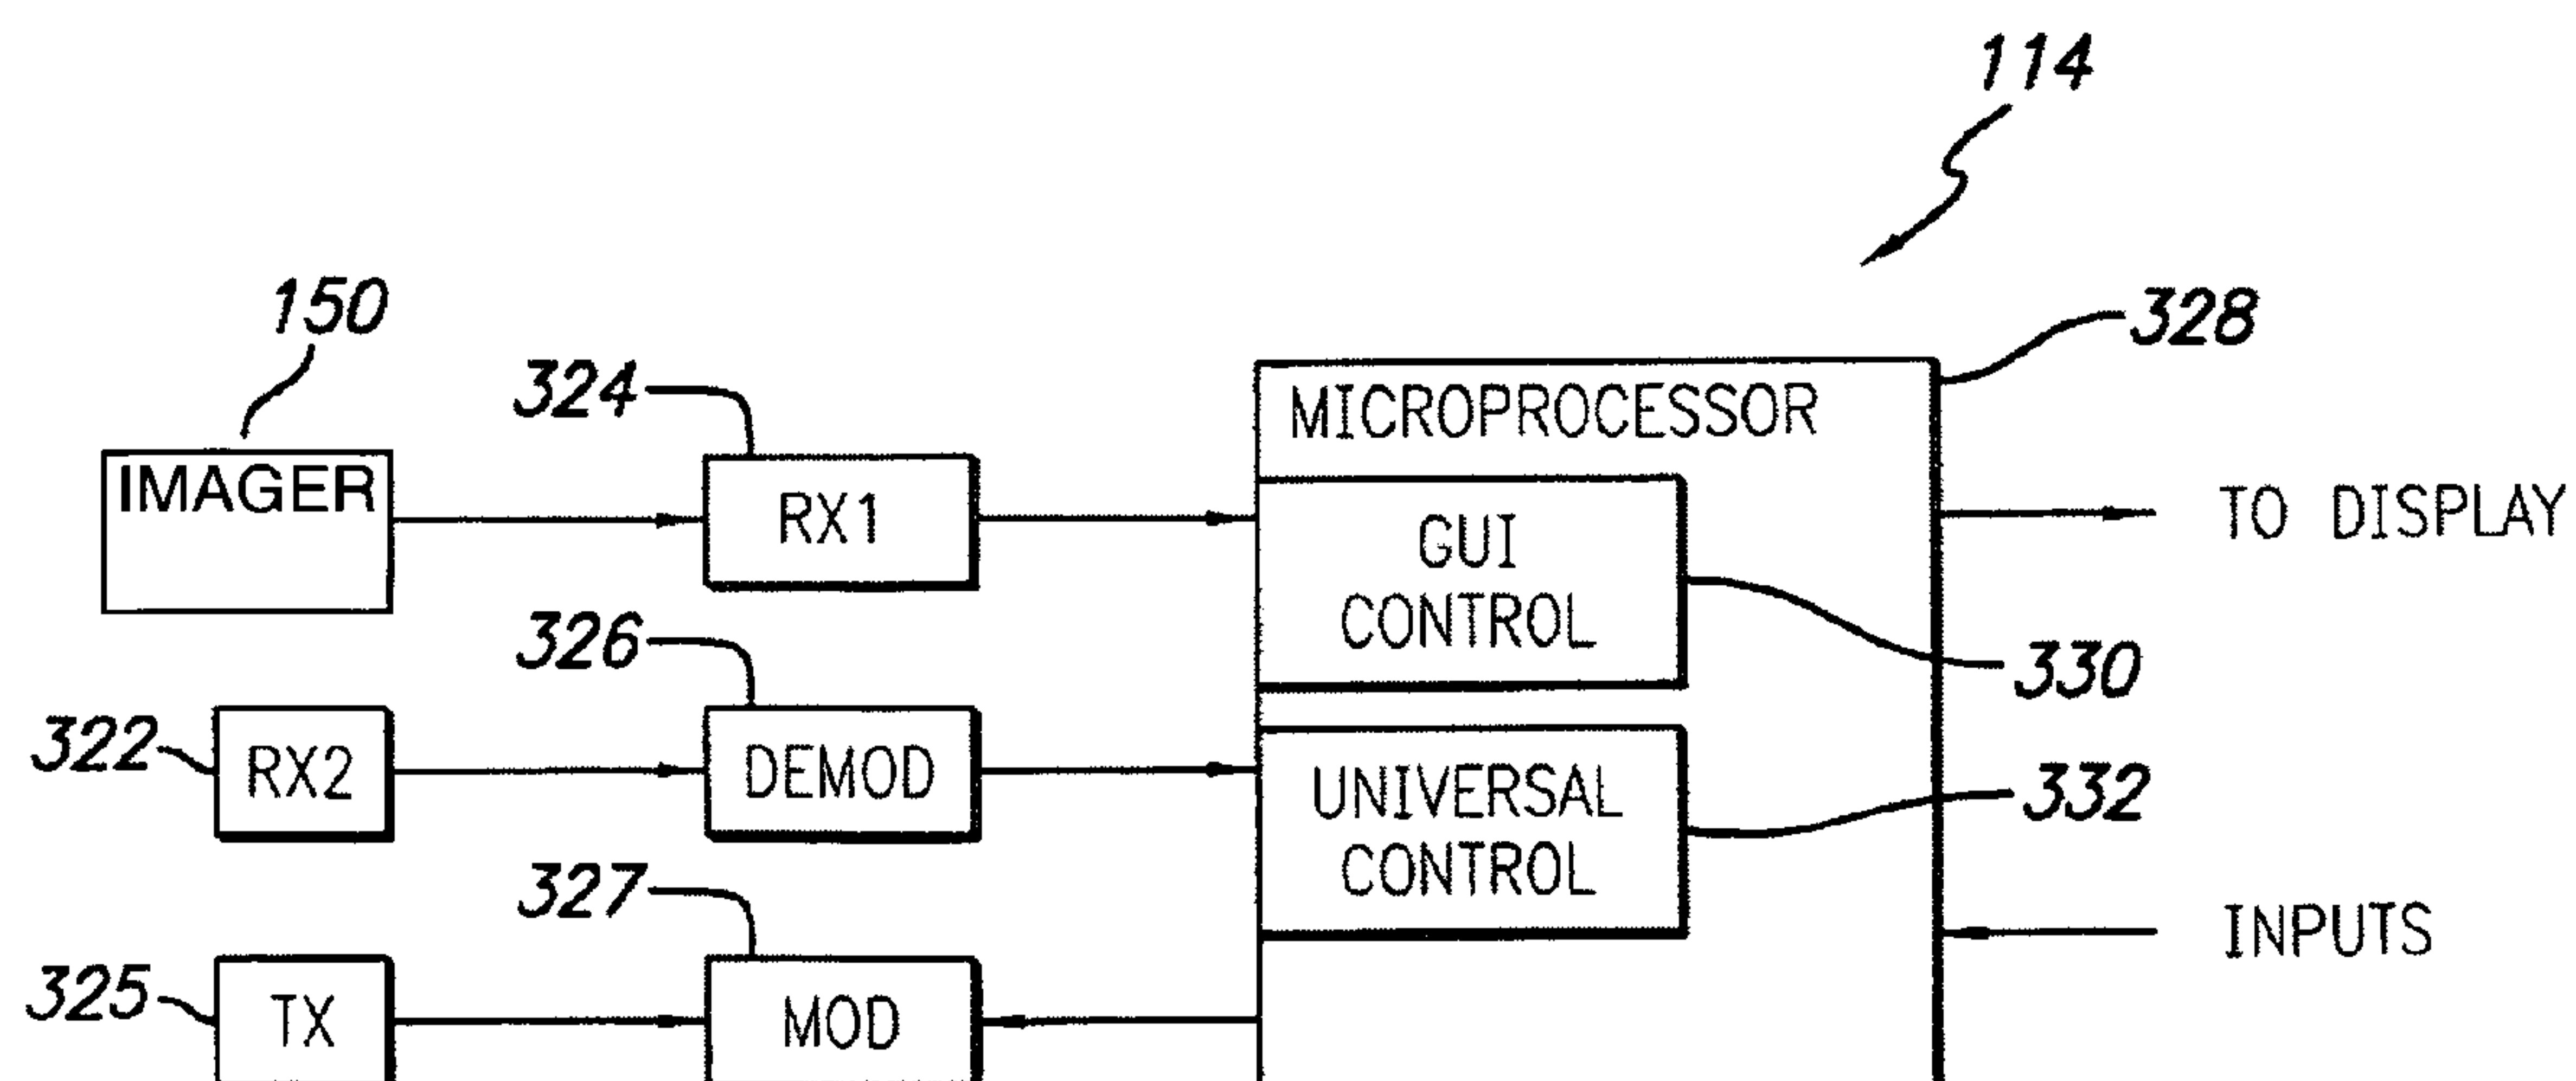 114
150
328
324
MICROPROCESSOR
IMAGER
RX1
TO DISPLAY
GUI
CONTROL
326
330
322
RX2
DEMOD
UNIVERSAL
CONTROL
332
327
INPUTS
325
TX
MOD